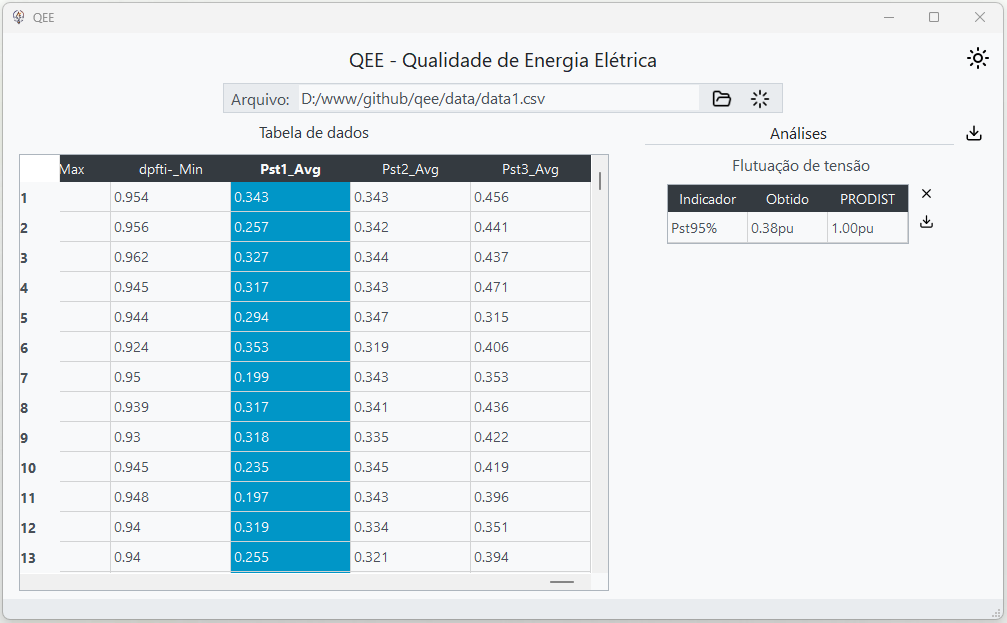 QEE
QEE - Qualidade de Energia Elétrica
Arquivo: D:/www/github/qee/data/data1.csv
Tabela de dados
Max dpfti-_Min Pst1_Avg Pst2_Avg Pst3_Avg
1 0.954 0.343 0.343 0.456
2 0.956 0.257 0.342 0.441
3 0.962 0.327 0.344 0.437
4 0.945 0.317 0.343 0.471
5 0.944 0.294 0.347 0.315
6 0.924 0.353 0.319 0.406
7 0.95 0.199 0.343 0.353
8 0.939 0.317 0.341 0.436
9 0.93 0.318 0.335 0.422
10 0.945 0.235 0.345 0.419
11 0.948 0.197 0.343 0.396
12 0.94 0.319 0.334 0.351
13 0.94 0.255 0.321 0.394
Análises
Flutuação de tensão
Indicador Obtido PRODIST
Pst95% 0.38pu 1.00pu